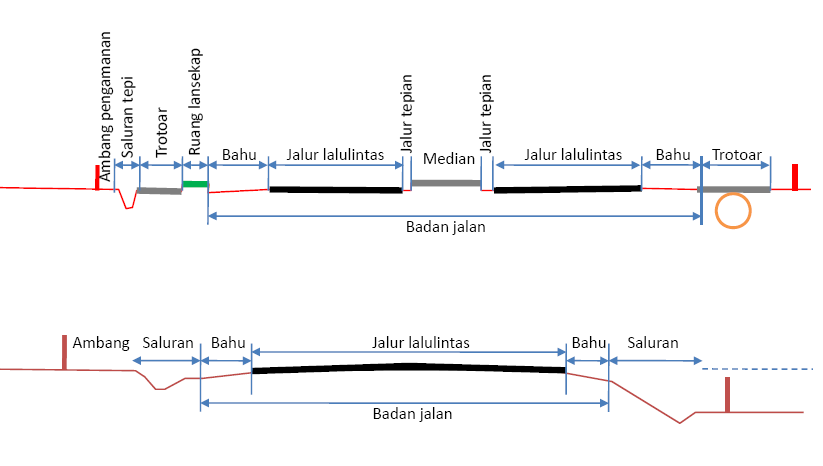 Ambang pengamanan
Saluran tepi
Trotoar
Ruang lansekap
Bahu
Jalur lalulintas
Jalur tepian
Median
Jalur tepian
Jalur lalulintas
Bahu
Trotoar
Badan jalan
Ambang
Saluran
Bahu
Jalur lalulintas
Bahu
Saluran
Badan jalan